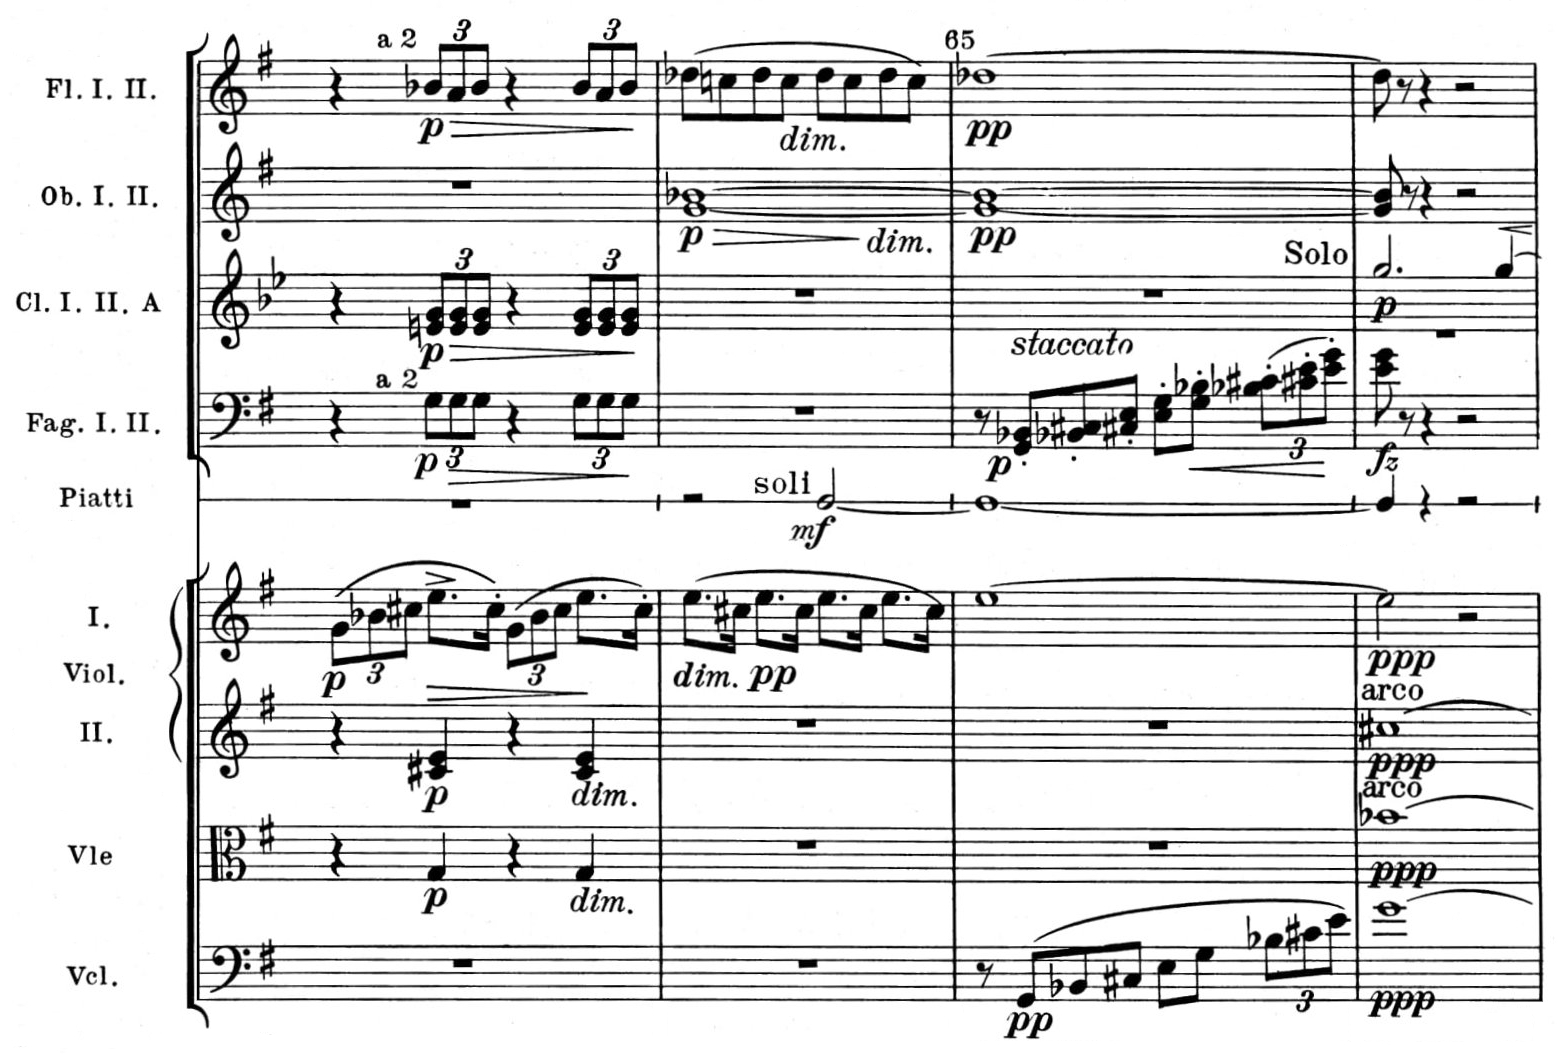 a 2 3 3 65
Fl. I. II.
p dim. pp
Ob. I. II.
p dim. pp
3 3 Solo
Cl. I. II. A
p p
staccato
a 2
Fag. I. II.
p 3 3 p 3 fz
Piatti soli
mf
I.
p 3 3 dim. pp ppp
Viol.
arco
II.
ppp
p dim. arco
Vle
p dim. ppp
Vcl.
pp 3 ppp